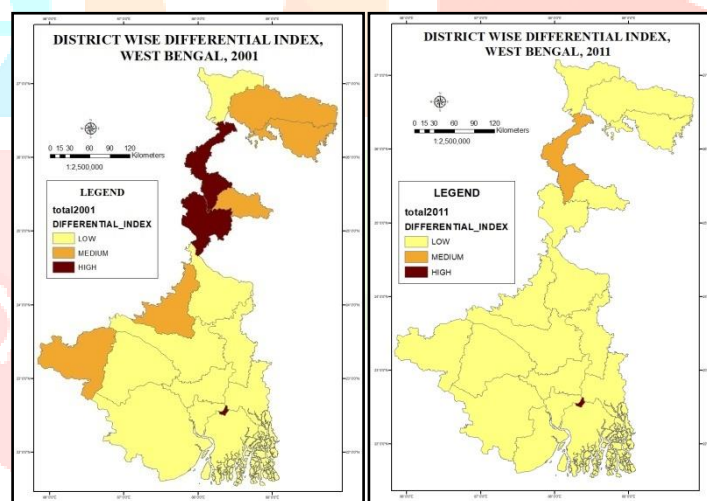 DISTRICT WISE DIFFERENTIAL INDEX,
WEST BENGAL, 2001
0 15 30 60 90 120
Kilometers
1:2,500,000
LEGEND
total2001
DIFFERENTIAL_INDEX
LOW
MEDIUM
HIGH
DISTRICT WISE DIFFERENTIAL INDEX,
WEST BENGAL, 2011
0 15 30 60 90 120
Kilometers
1:2,500,000
LEGEND
total2011
DIFFERENTIAL_INDEX
LOW
MEDIUM
HIGH